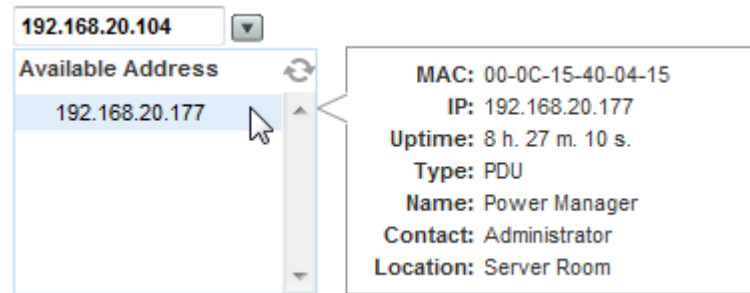 192.168.20.104
Available Address
192.168.20.177
MAC: 00-0C-15-40-04-15
IP: 192.168.20.177
Uptime: 8 h. 27 m. 10 s.
Type: PDU
Name: Power Manager
Contact: Administrator
Location: Server Room